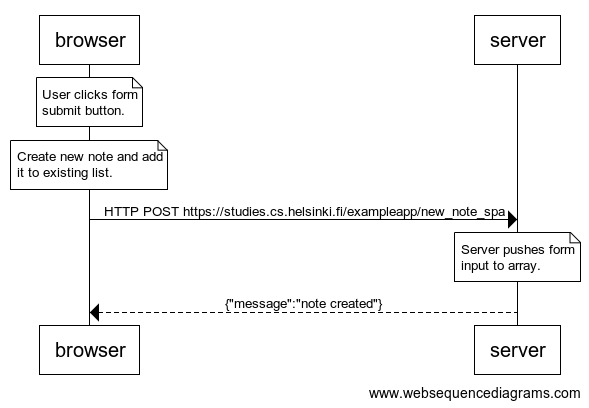 browser
server
User clicks form
submit button.
Create new note and add
it to existing list.
HTTP POST https://studies.cs.helsinki.fi/exampleapp/new_note_spa
Server pushes form
input to array.
{"message":"note created"}
browser
server
www.websequencediagrams.com